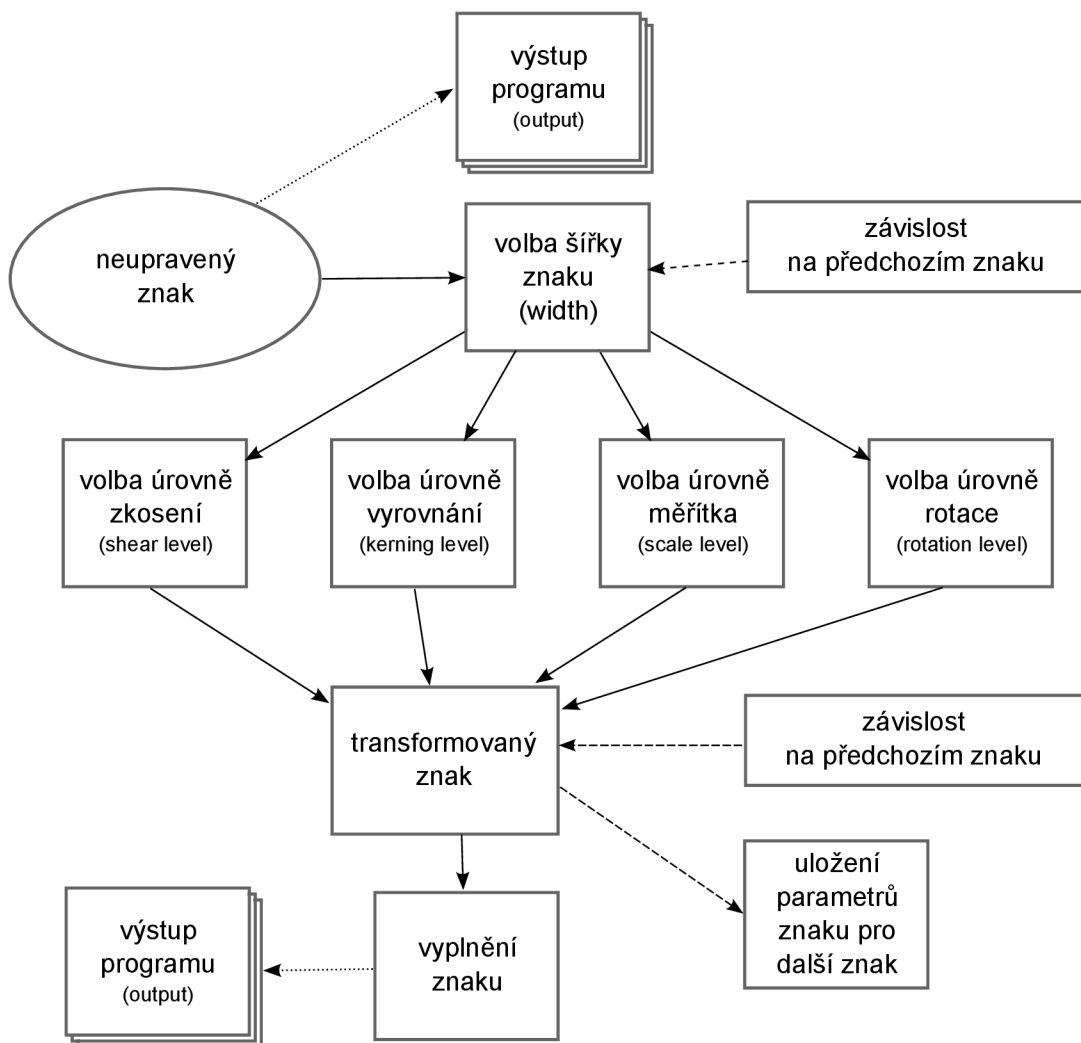 výstup
programu
(output)
neupravený
znak
volba šířky
znaku
(width)
závislost
na předchozím znaku
volba úrovně
zkosení
(shear level)
volba úrovně
vyrovnání
(kerning level)
volba úrovně
měřítka
(scale level)
volba úrovně
rotace
(rotation level)
transformovaný
znak
závislost
na předchozím znaku
uložení
parametrů
znaku pro
další znak
výstup
programu
(output)
vyplnění
znaku